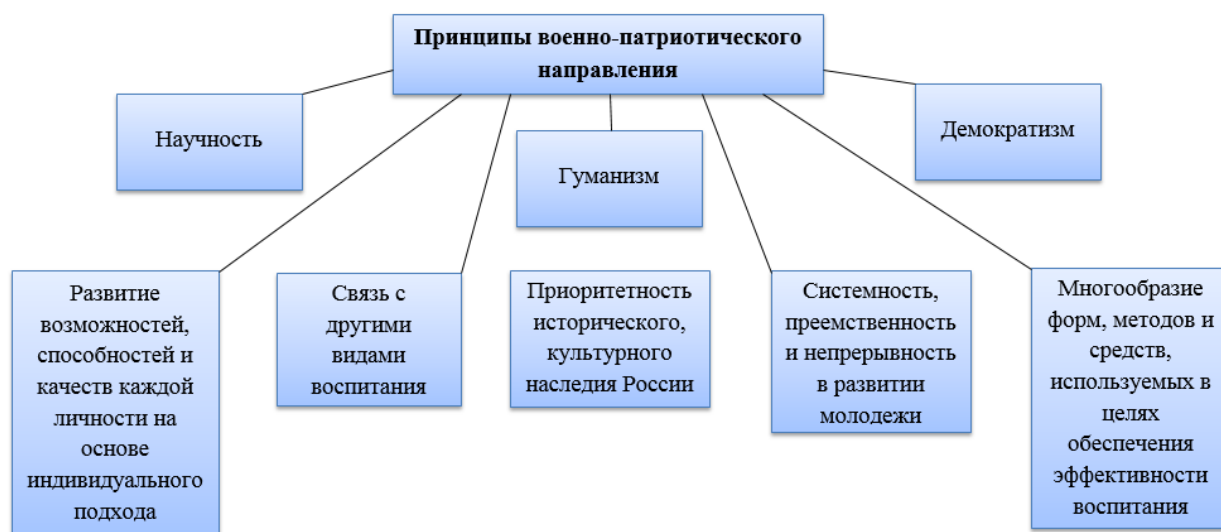 Принципы военно-патриотического
направления
Научность
Гуманизм
Демократизм
Развитие
возможностей,
способностей и
качеств каждой
личности на
основе
индивидуального
подхода
Связь с
другими
видами
воспитания
Приоритетность
исторического,
культурного
наследия России
Системность,
преемственность
и непрерывность
в развитии
молодежи
Многообразие
форм, методов и
средств,
используемых в
целях
обеспечения
эффективности
воспитания